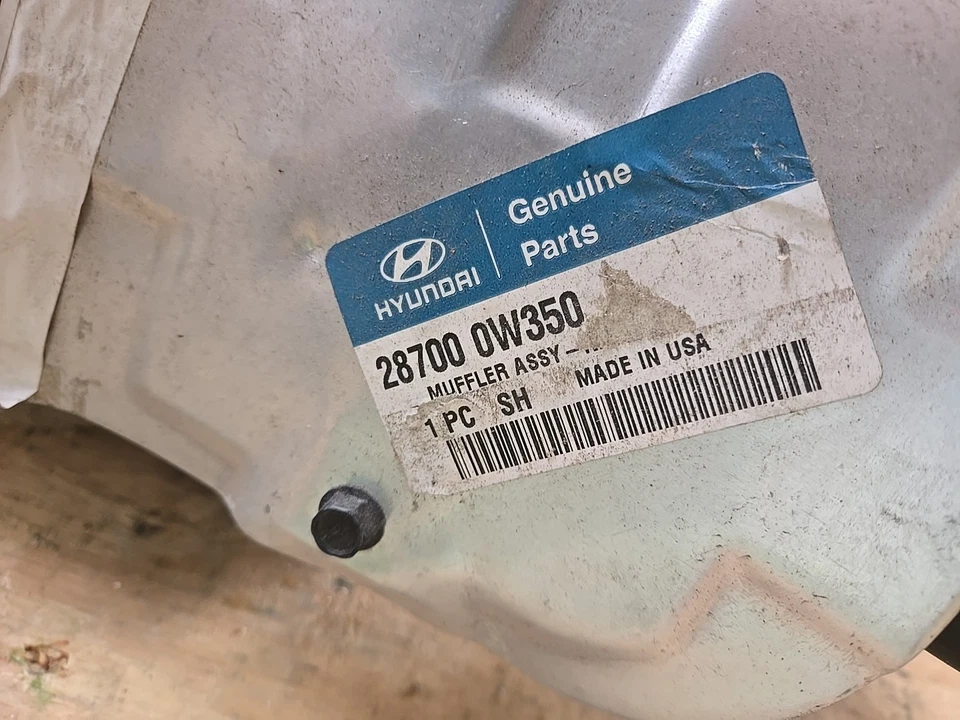 HYUNDAI
Genuine
Parts
28700 0W350
MUFFLER ASSY-...
1 PC SH MADE IN USA